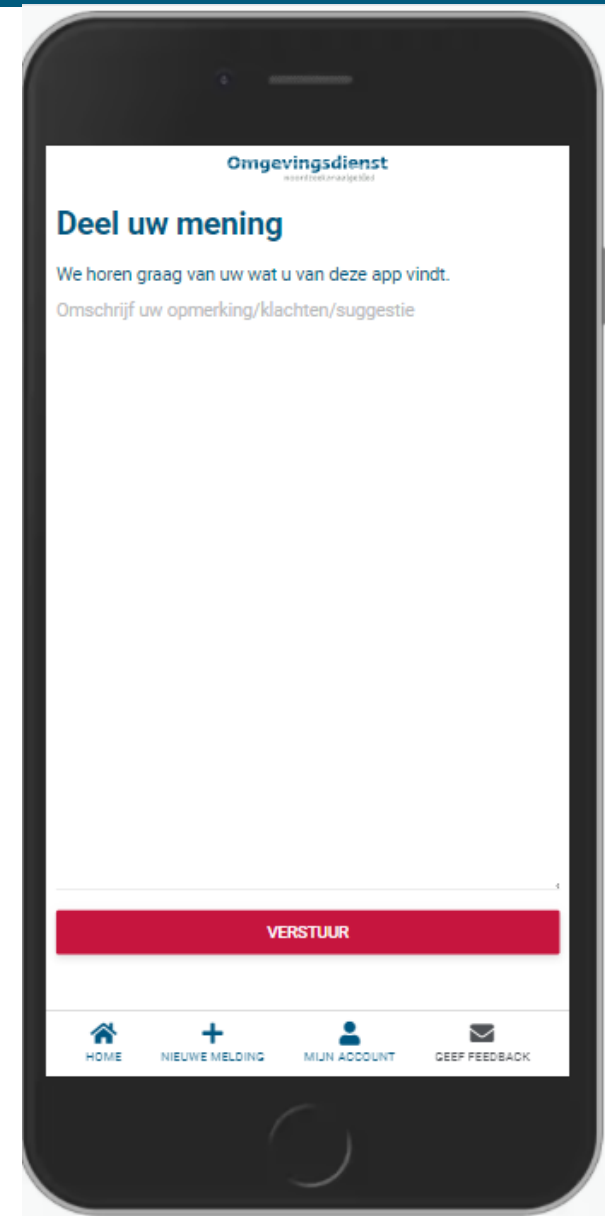 Omgevingsdienst
noordzeekanaalgebied
Deel uw mening
We horen graag van uw wat u van deze app vindt.
Omschrijf uw opmerking/klachten/suggestie
VERSTUUR
HOME NIEUWE MELDING MIJN ACCOUNT GEEF FEEDBACK